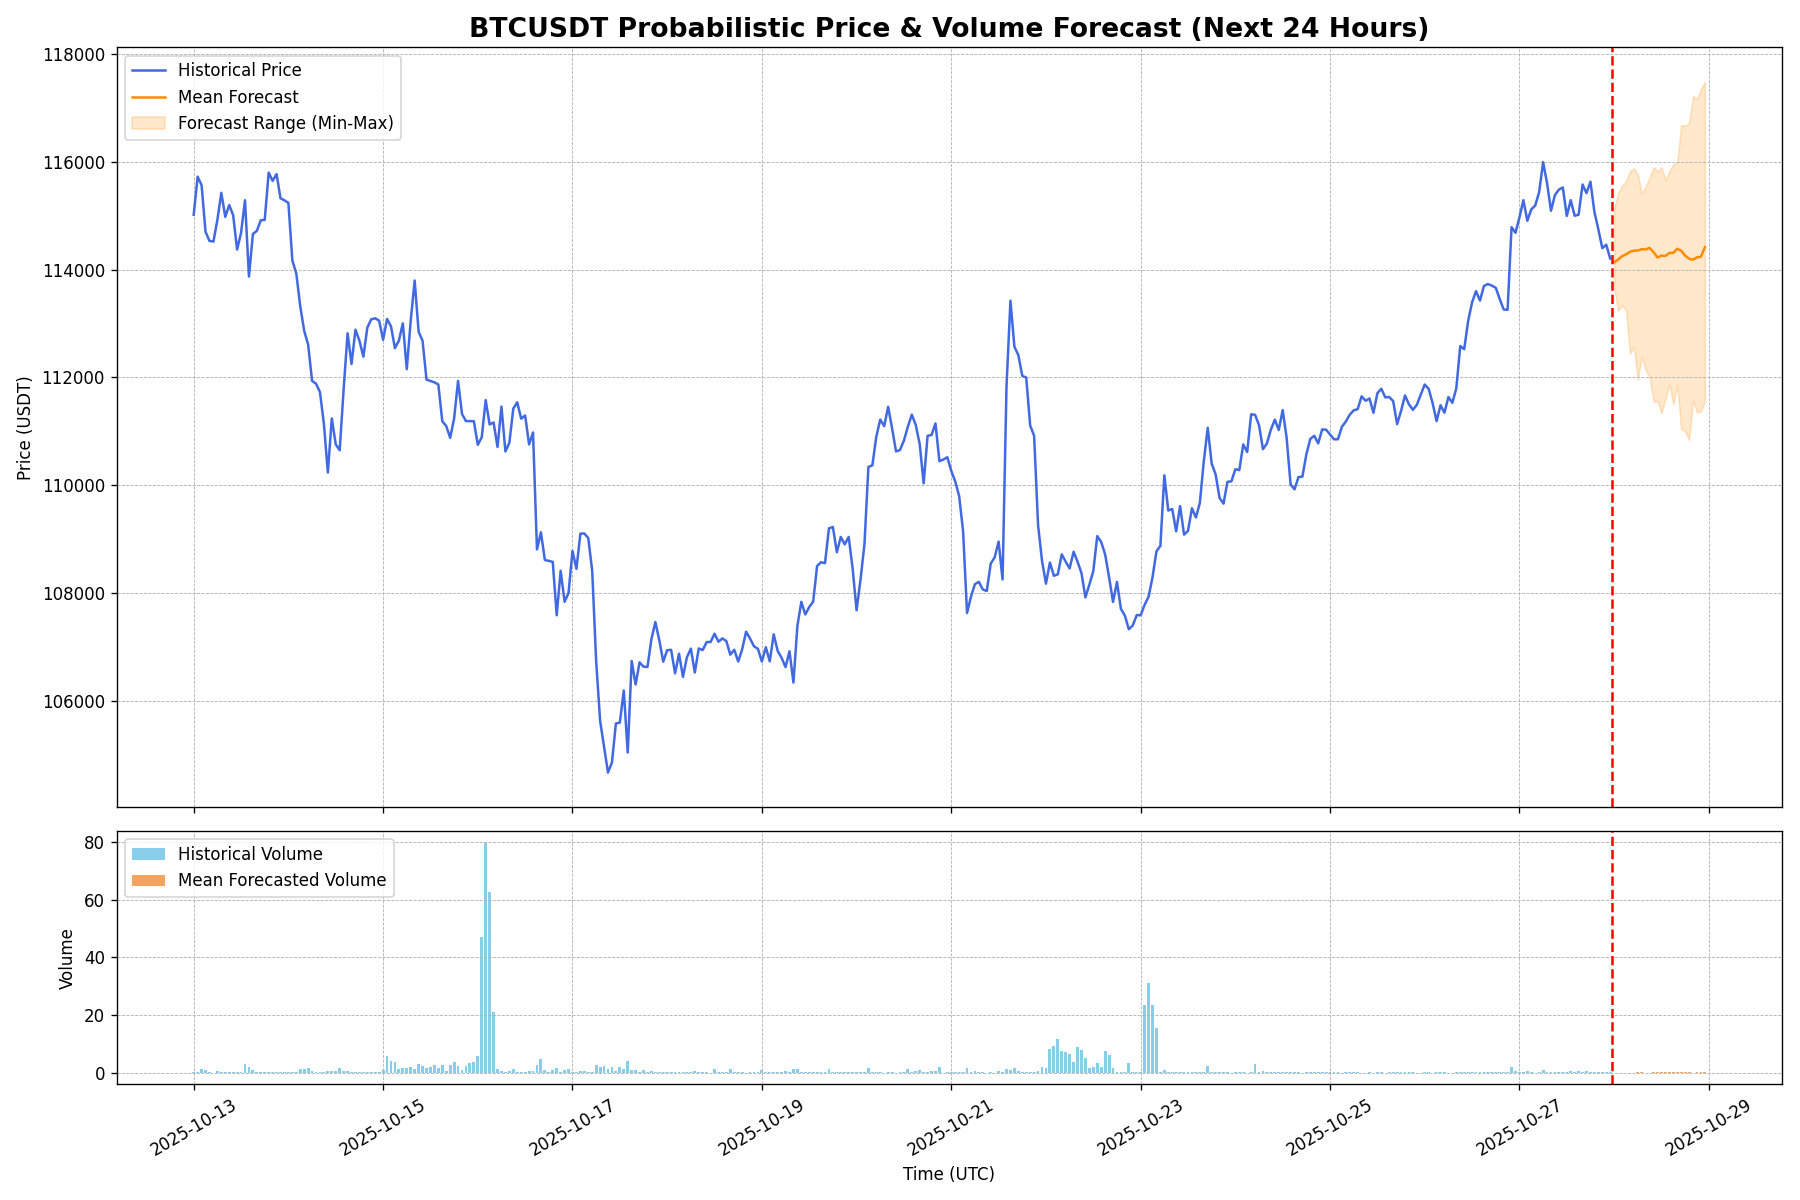 BTCUSDT Probabilistic Price & Volume Forecast (Next 24 Hours)
Historical Price
Mean Forecast
Forecast Range (Min-Max)
118000
116000
114000
112000
110000
108000
106000
Price (USDT)
Historical Volume
Mean Forecasted Volume
80
60
40
20
0
Volume
2025-10-13
2025-10-15
2025-10-17
2025-10-19
2025-10-21
2025-10-23
2025-10-25
2025-10-27
2025-10-29
Time (UTC)